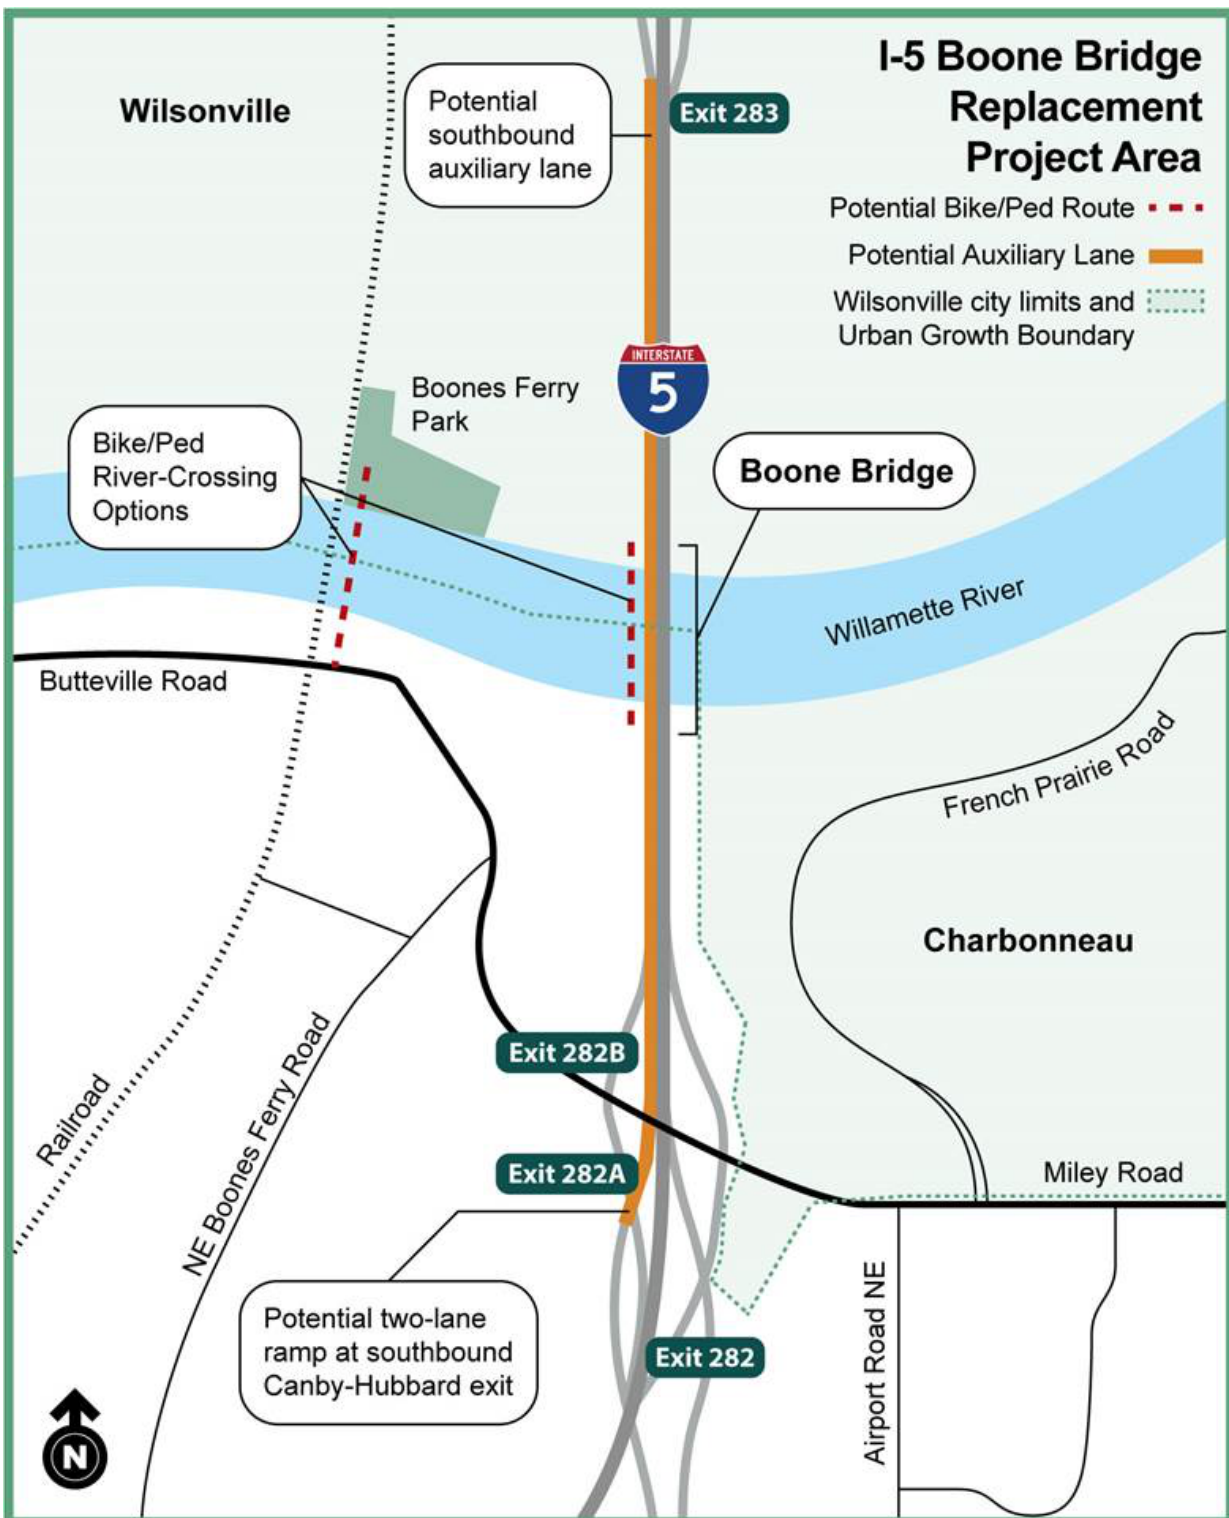 I-5 Boone Bridge
Replacement
Project Area
Potential Bike/Ped Route
Potential Auxiliary Lane
Wilsonville city limits and
Urban Growth Boundary
Wilsonville
Potential
southbound
auxiliary lane
Exit 283
INTERSTATE
5
Boones Ferry
Park
Bike/Ped
River-Crossing
Options
Boone Bridge
Willamette River
Butteville Road
French Prairie Road
Charbonneau
Exit 282B
Railroad
NE Boones Ferry Road
Exit 282A
Miley Road
Potential two-lane
ramp at southbound
Canby-Hubbard exit
Exit 282
Airport Road NE
N